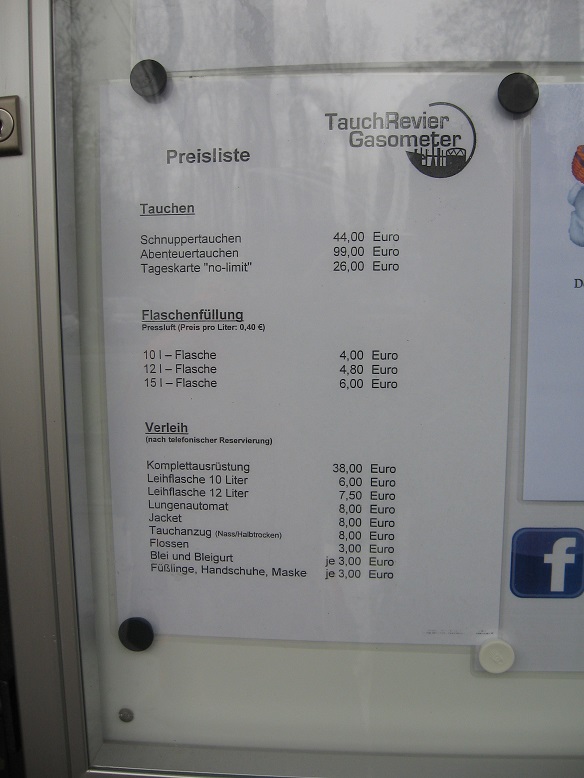 TauchRevier
Gasometer
Preisliste
Tauchen
Schnuppertauchen 44,00 Euro
Abenteuertauchen 99,00 Euro
Tageskarte "no-limit" 26,00 Euro
Flaschenfüllung
Pressluft (Preis pro Liter: 0,40 €)
10 l – Flasche 4,00 Euro
12 l – Flasche 4,80 Euro
15 l – Flasche 6,00 Euro
Verleih
(nach telefonischer Reservierung)
Komplettausrüstung 38,00 Euro
Leihflasche 10 Liter 6,00 Euro
Leihflasche 12 Liter 7,50 Euro
Lungenautomat 8,00 Euro
Jacket 8,00 Euro
Tauchanzug (Nass/Halbtrocken) 8,00 Euro
Flossen 3,00 Euro
Blei und Bleigurt je 3,00 Euro
Füßlinge, Handschuhe, Maske je 3,00 Euro
f